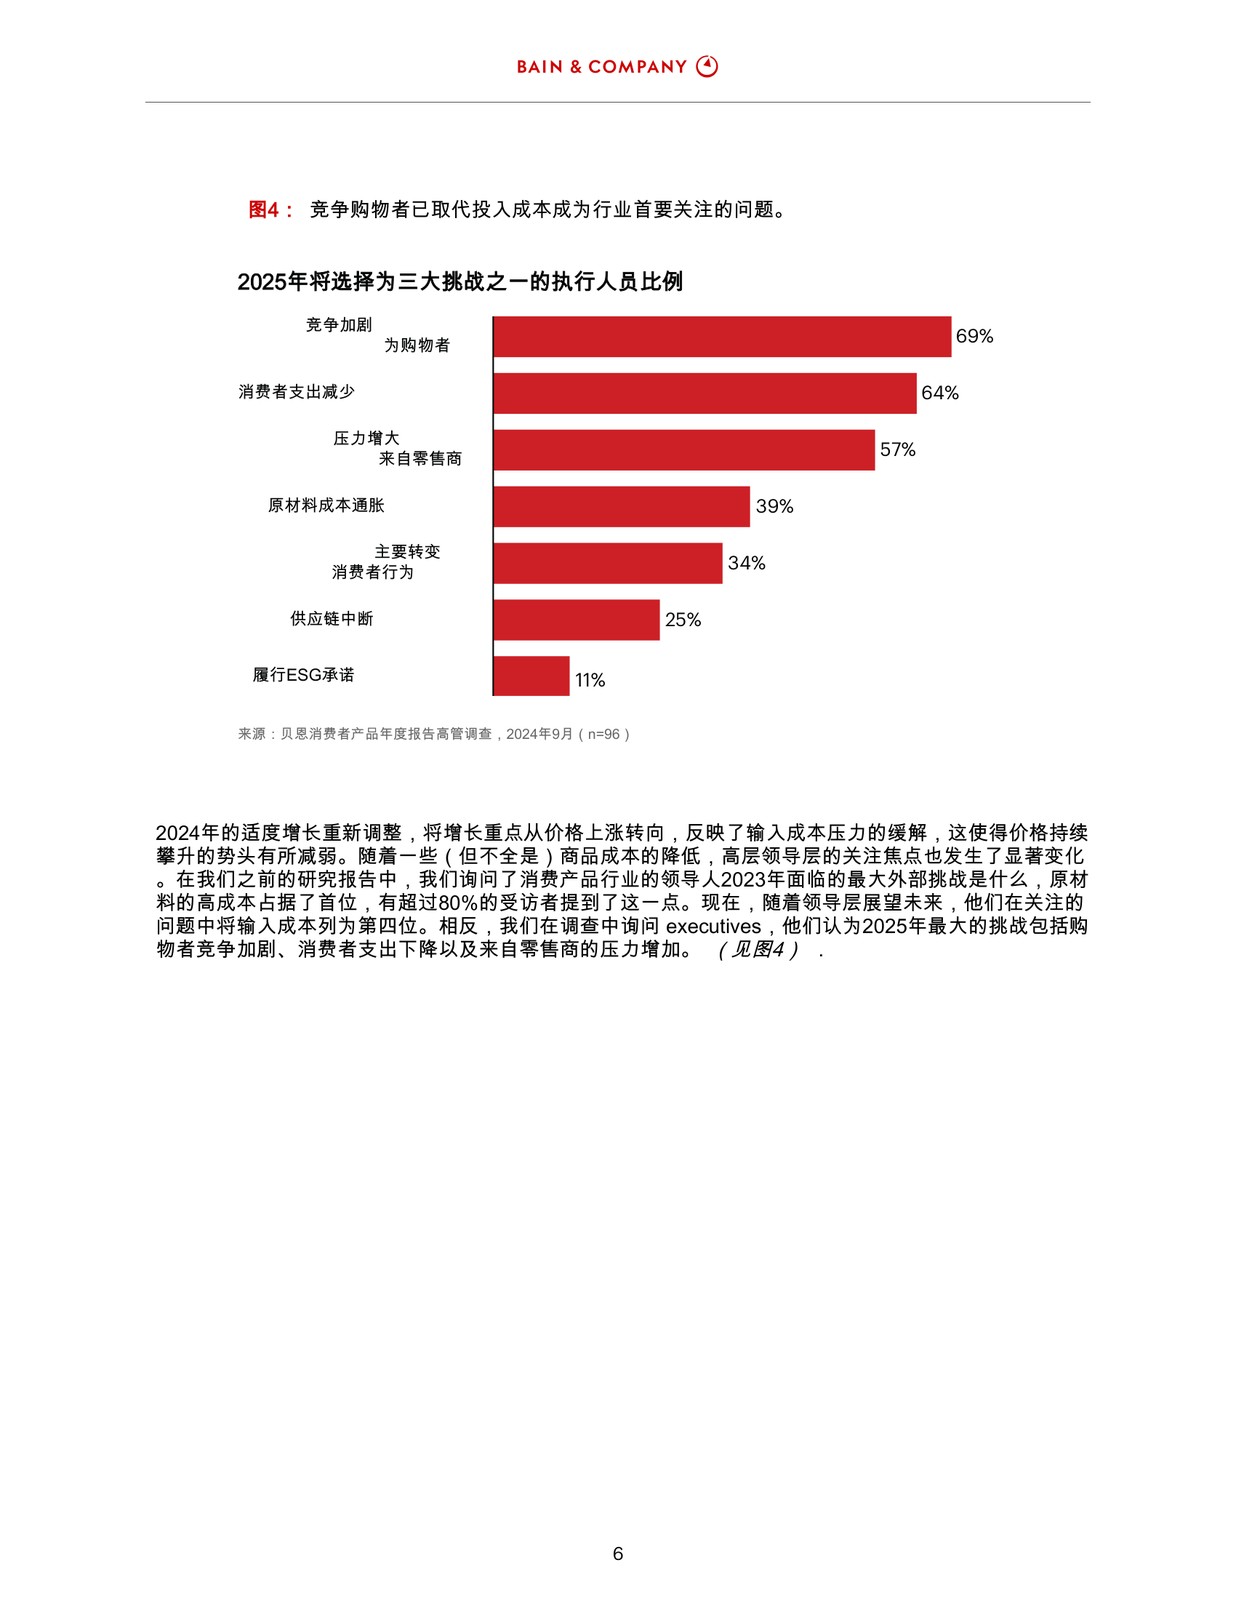 BAIN & COMPANY
图4： 竞争购物者已取代投入成本成为行业首要关注的问题。
2025年将选择为三大挑战之一的执行人员比例
竞争加剧
为购物者
69%
消费者支出减少
64%
压力增大
来自零售商
57%
原材料成本通胀
39%
主要转变
消费者行为
34%
供应链中断
25%
履行ESG承诺
11%
来源：贝恩消费者产品年度报告高管调查，2024年9月（n=96）
2024年的适度增长重新调整，将增长重点从价格上涨转向，反映了输入成本压力的缓解，这使得价格持续
攀升的势头有所减弱。随着一些（但不全是）商品成本的降低，高层领导层的关注焦点也发生了显著变化
。在我们之前的研究报告中，我们询问了消费产品行业的领导人2023年面临的最大外部挑战是什么，原材
料的高成本占据了首位，有超过80%的受访者提到了这一点。现在，随着领导层展望未来，他们在关注的
问题中将输入成本列为第四位。相反，我们在调查中询问 executives，他们认为2025年最大的挑战包括购
物者竞争加剧、消费者支出下降以及来自零售商的压力增加。 （见图4） .
6